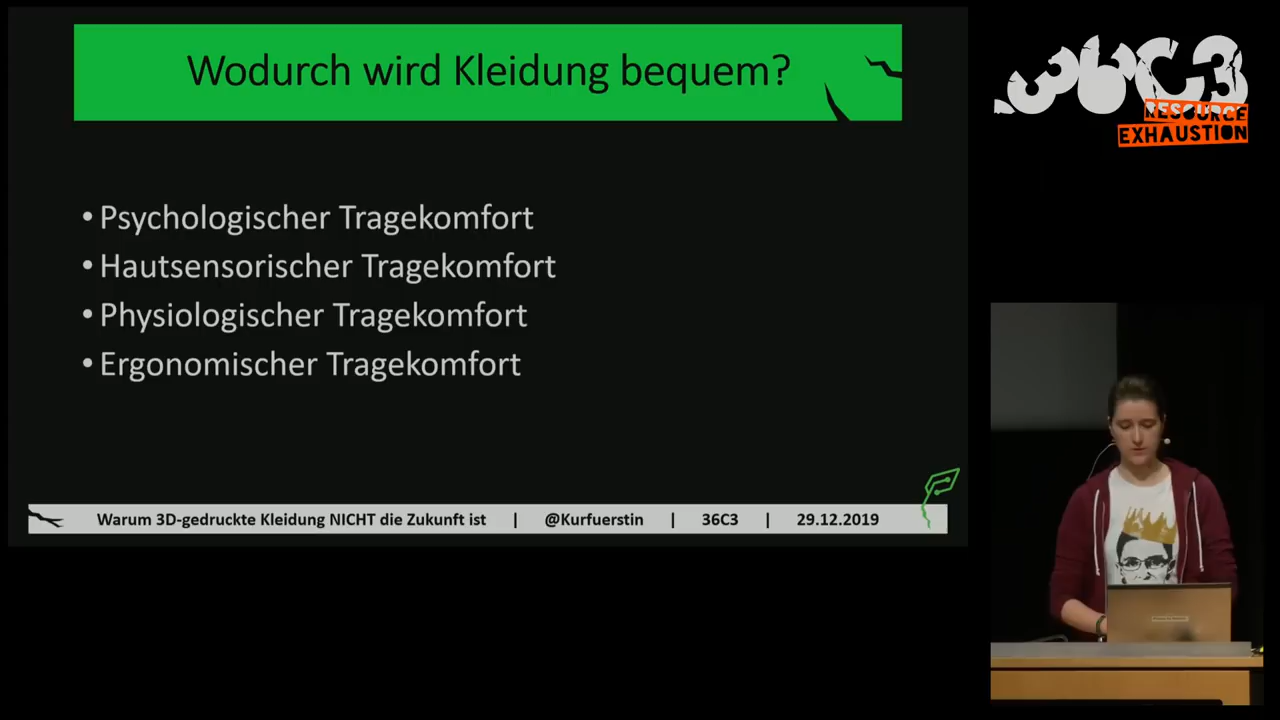 Wodurch wird Kleidung bequem?
• Psychologischer Tragekomfort
• Hautsensorischer Tragekomfort
• Physiologischer Tragekomfort
• Ergonomischer Tragekomfort
Warum 3D-gedruckte Kleidung NICHT die Zukunft ist | @Kurfuerstin | 36C3 | 29.12.2019
36C3
RESOURCE
EXHAUSTION